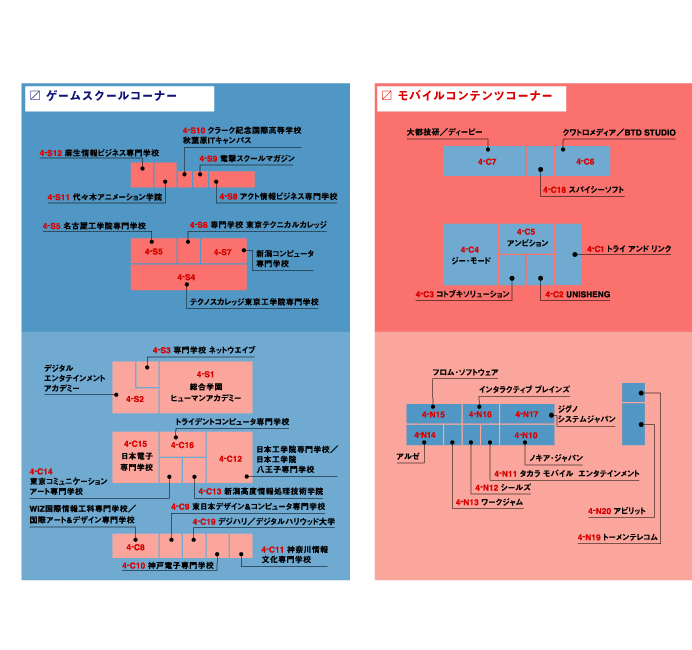 ゲームスクールコーナー
4-S10 クラーク記念国際高等学校
秋葉原ITキャンパス
4-S12 麻生情報ビジネス専門学校
4-S9 電撃スクールマガジン
4-S11 代々木アニメーション学院
4-S8 アクト情報ビジネス専門学校
4-S5 名古屋工学院専門学校
4-S6 専門学校 東京テクニカルカレッジ
4-S5
4-S7
新潟コンピュータ
専門学校
4-S4
テクノスカレッジ東京工学院専門学校
4-S3 専門学校 ネットウエイブ
デジタル
エンタテインメント
アカデミー
4-S2
4-S1
総合学園
ヒューマンアカデミー
トライデントコンピュータ専門学校
4-C15
日本電子
専門学校
4-C16
4-C12
日本工学院専門学校／
日本工学院
八王子専門学校
4-C14
東京コミュニケーション
アート専門学校
4-C13 新潟高度情報処理技術学院
WiZ国際情報工科専門学校／
国際アート&デザイン専門学校
4-C9 東日本デザイン&コンピュータ専門学校
4-C19 デジハリ／デジタルハリウッド大学
4-C8
4-C10 神戸電子専門学校
4-C11 神奈川情報
文化専門学校
モバイルコンテンツコーナー
大都技研／ディービー
クワトロメディア／BTD STUDIO
4-C7
4-C6
4-C18 スパイシーソフト
4-C4
ジー・モード
4-C5
アンビション
4-C1 トライ アンド リンク
4-C3 コトブキソリューション
4-C2 UNISHENG
フロム・ソフトウェア
インタラクティブ ブレインズ
4-N15
4-N16
4-N17
ジグノ
システムジャパン
4-N14
4-N10
アルゼ
ノキア・ジャパン
4-N11 タカラ モバイル エンタテインメント
4-N12 シールズ
4-N13 ワークジャム
4-N20 アビリット
4-N19 トーメンテレコム